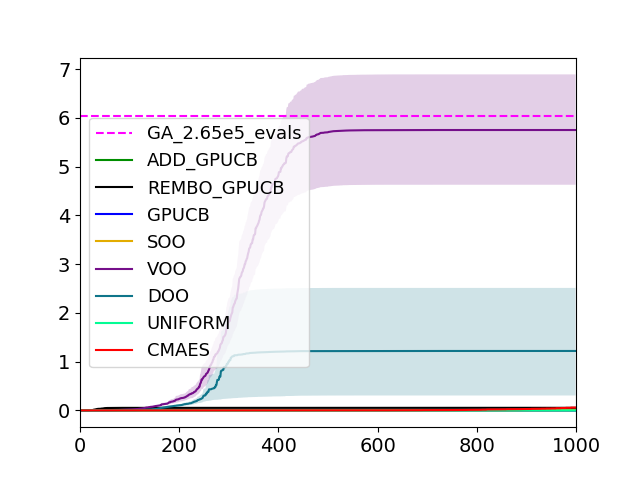 7
6
5
4
3
2
1
0
GA_2.65e5_evals
ADD_GPUCB
REMBO_GPUCB
GPUCB
SOO
VOO
DOO
UNIFORM
CMAES
0 200 400 600 800 1000